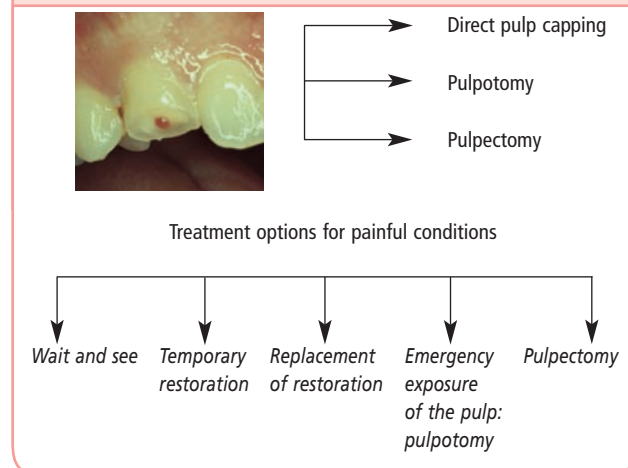 Direct pulp capping
Pulpotomy
Pulpectomy
Treatment options for painful conditions
Wait and see
Temporary
restoration
Replacement
of restoration
Emergency
exposure
of the pulp:
pulpotomy
Pulpectomy